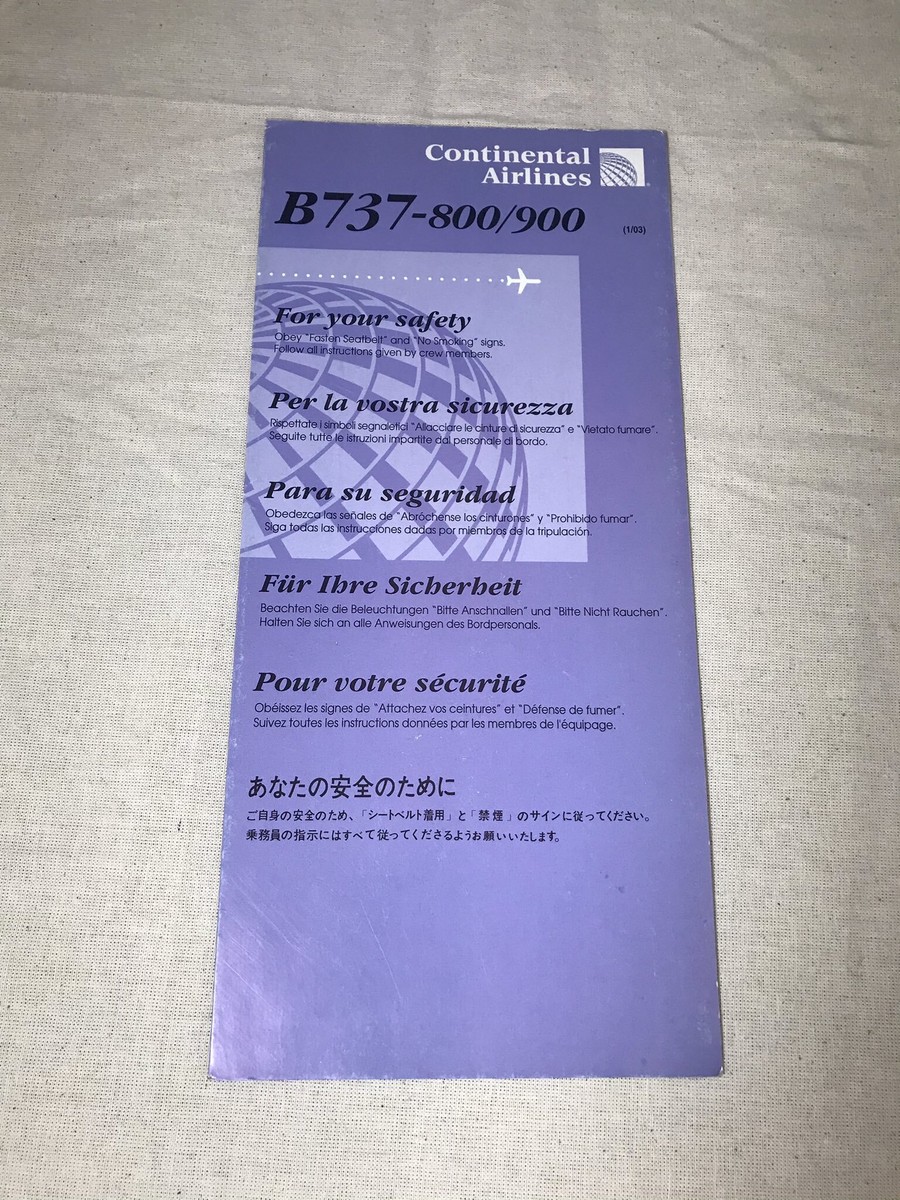 Continental
Airlines
B737-800/900
(1/03)
For your safety
Obey "Fasten Seatbelt" and "No Smoking" signs.
Follow all instructions given by crew members.
Per la vostra sicurezza
Rispettate i simboli segnaletici "Allacciare le cinture di sicurezza" e "Vietato fumare".
Seguite tutte le istruzioni impartite dal personale di bordo.
Para su seguridad
Obedezca las señales de "Abróchense los cinturones" y "Prohibido fumar".
Siga todas las instrucciones dadas por miembros de la tripulación.
Für Ihre Sicherheit
Beachten Sie die Beleuchtungen "Bitte Anschnallen" und "Bitte Nicht Rauchen".
Halten Sie sich an alle Anweisungen des Bordpersonals.
Pour votre sécurité
Obéissez les signes de "Attachez vos ceintures" et "Défense de fumer".
Suivez toutes les instructions données par les membres de l'équipage.
あなたの安全のために
ご自身の安全のため、「シートベルト着用」と「禁煙」のサインに従ってください。
乗務員の指示にはすべて従ってくださるようお願いいたします。